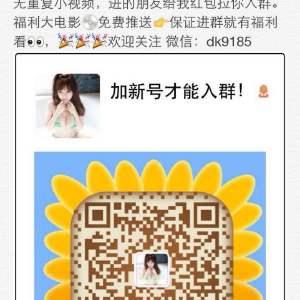 无重复小视频，进的朋友给我红包拉你入群。
福利大电影💿免费推送👉保证进群就有福利
看👀，🎉🎉🎉欢迎关注 微信：dk9185
加新号才能入群！